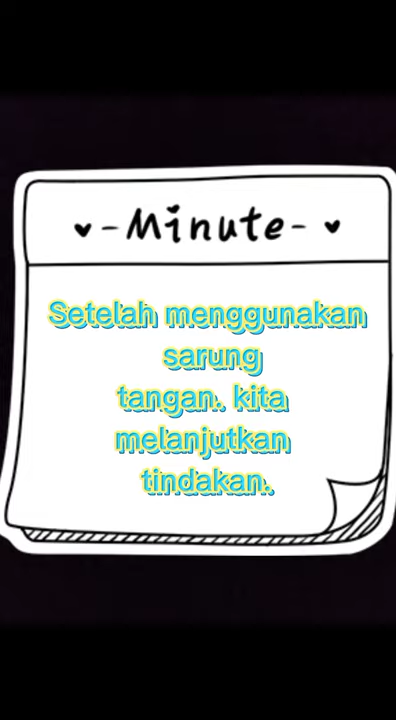 -Minute-
Setelah menggunakan
sarung
tangan. kita
melanjutkan
tindakan.